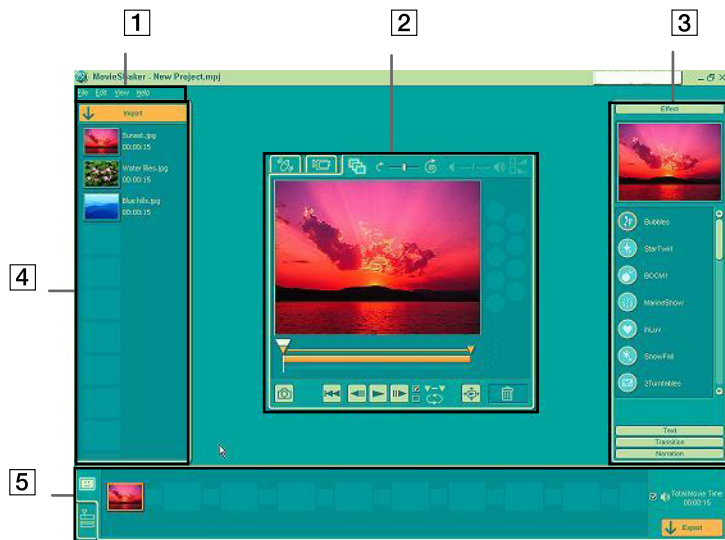 1
2
3
MovieShaker - New Project.mpj
File Edit View Help
Import
Sunset.jpg
00:00:15
Water lilies.jpg
00:00:15
Blue hills.jpg
00:00:15
Effect
Bubbles
StarTwirl
BOOM!
MarineSnow
inLuv
SnowFall
2Turntables
Text
Transition
Narration
4
5
Total Movie Time
00:00:15
Export